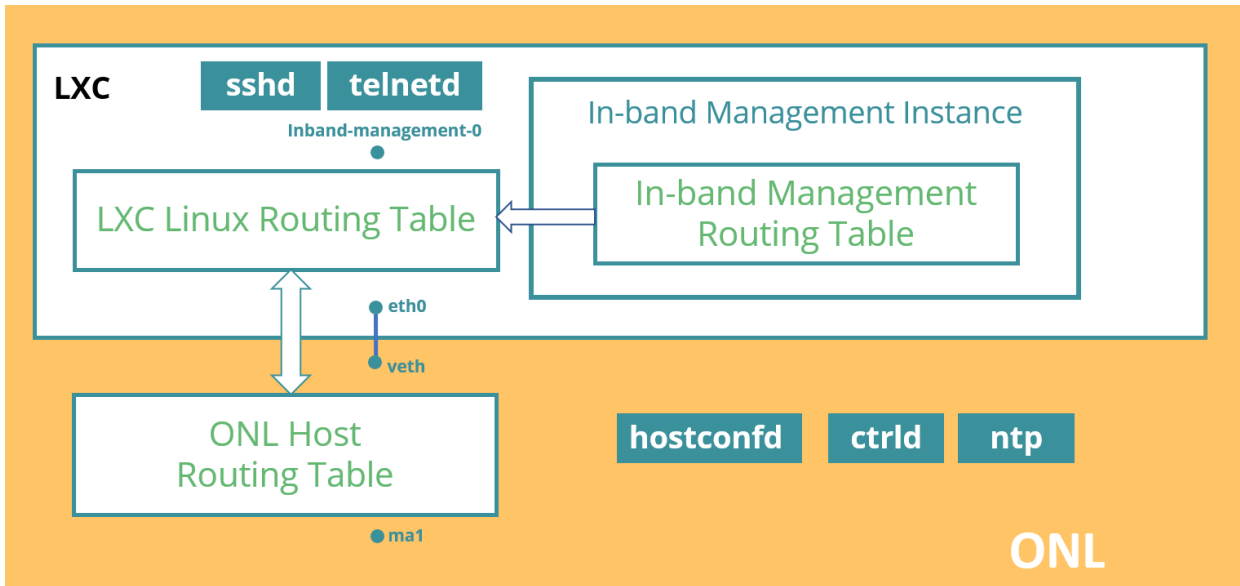 LXC
sshd
telnetd
Inband-management-0
In-band Management Instance
LXC Linux Routing Table
In-band Management
Routing Table
eth0
veth
ONL Host
Routing Table
hostconfd
ctrld
ntp
ma1
ONL